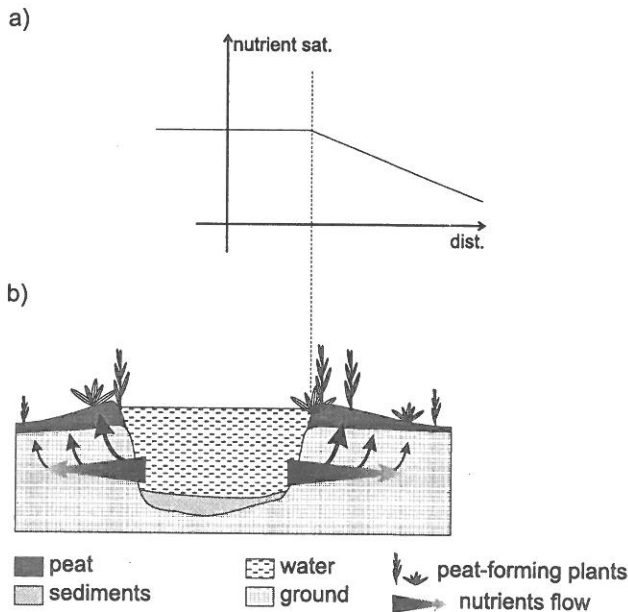 a)
nutrient sat.
dist.
b)
peat
water
peat-forming plants
sediments
ground
nutrients flow